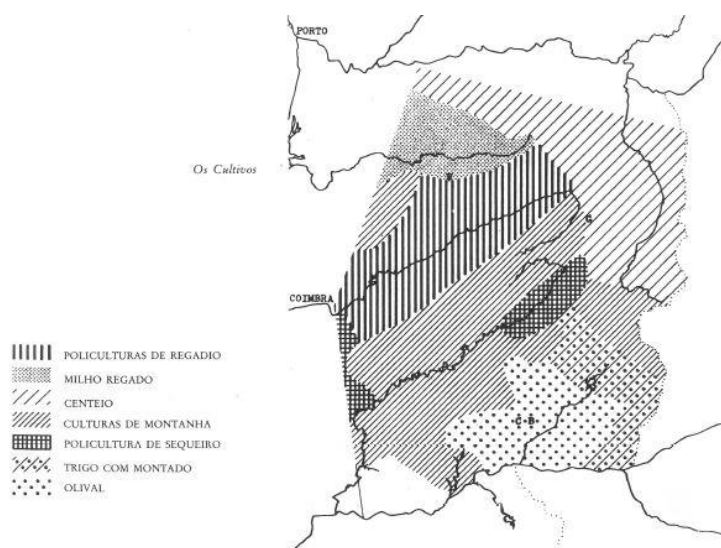 PORTO
Os Cultivos
V
G
COIMBRA
C·B
POLICULTURAS DE REGADIO
MILHO REGADO
CENTEIO
CULTURAS DE MONTANHA
POLICULTURA DE SEQUEIRO
TRIGO COM MONTADO
OLIVAL